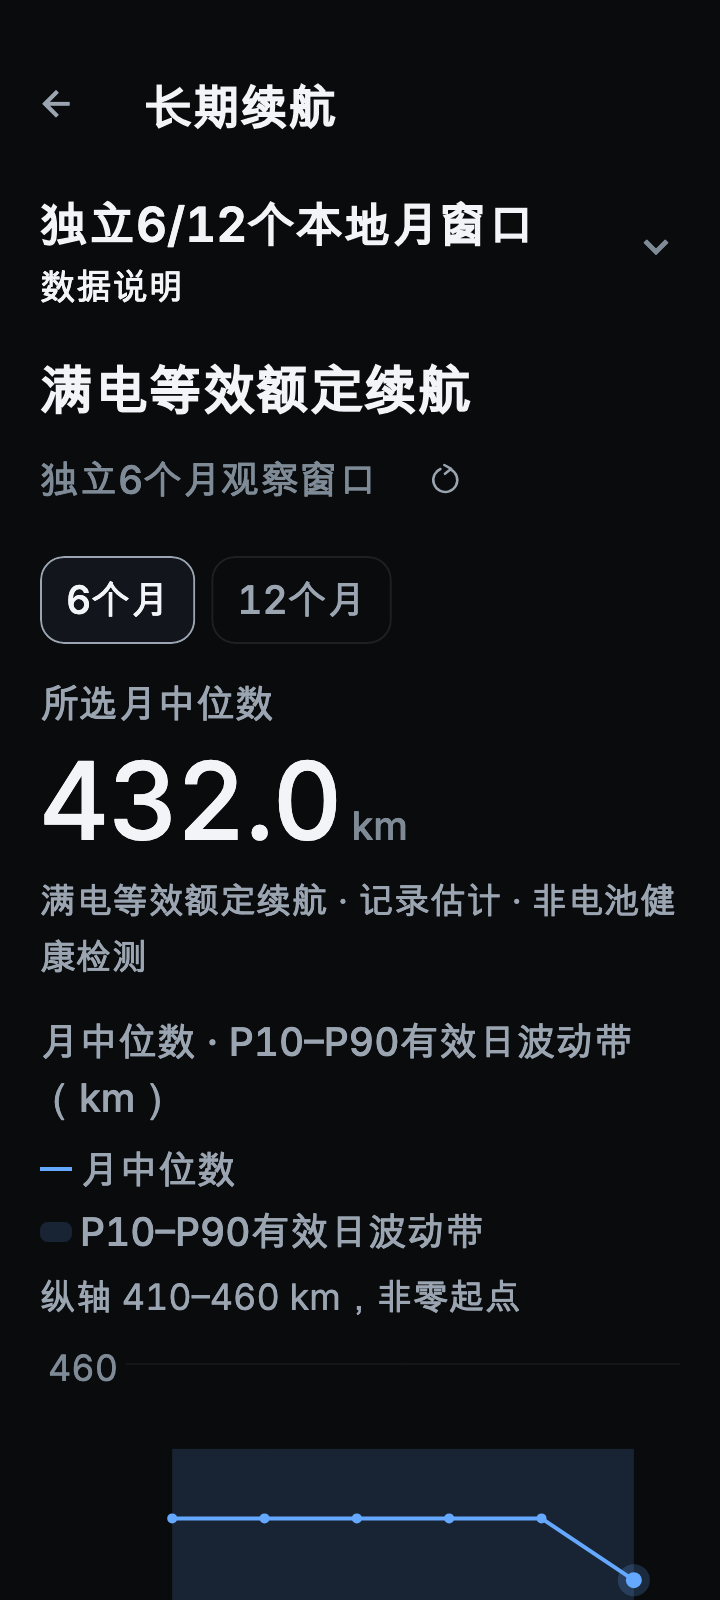 长期续航
独立6/12个本地月窗口
数据说明
满电等效额定续航
独立6个月观察窗口
6个月
12个月
所选月中位数
432.0 km
满电等效额定续航 · 记录估计 · 非电池健
康检测
月中位数 · P10–P90有效日波动带
（ km ）
月中位数
P10–P90有效日波动带
纵轴 410–460 km，非零起点
460